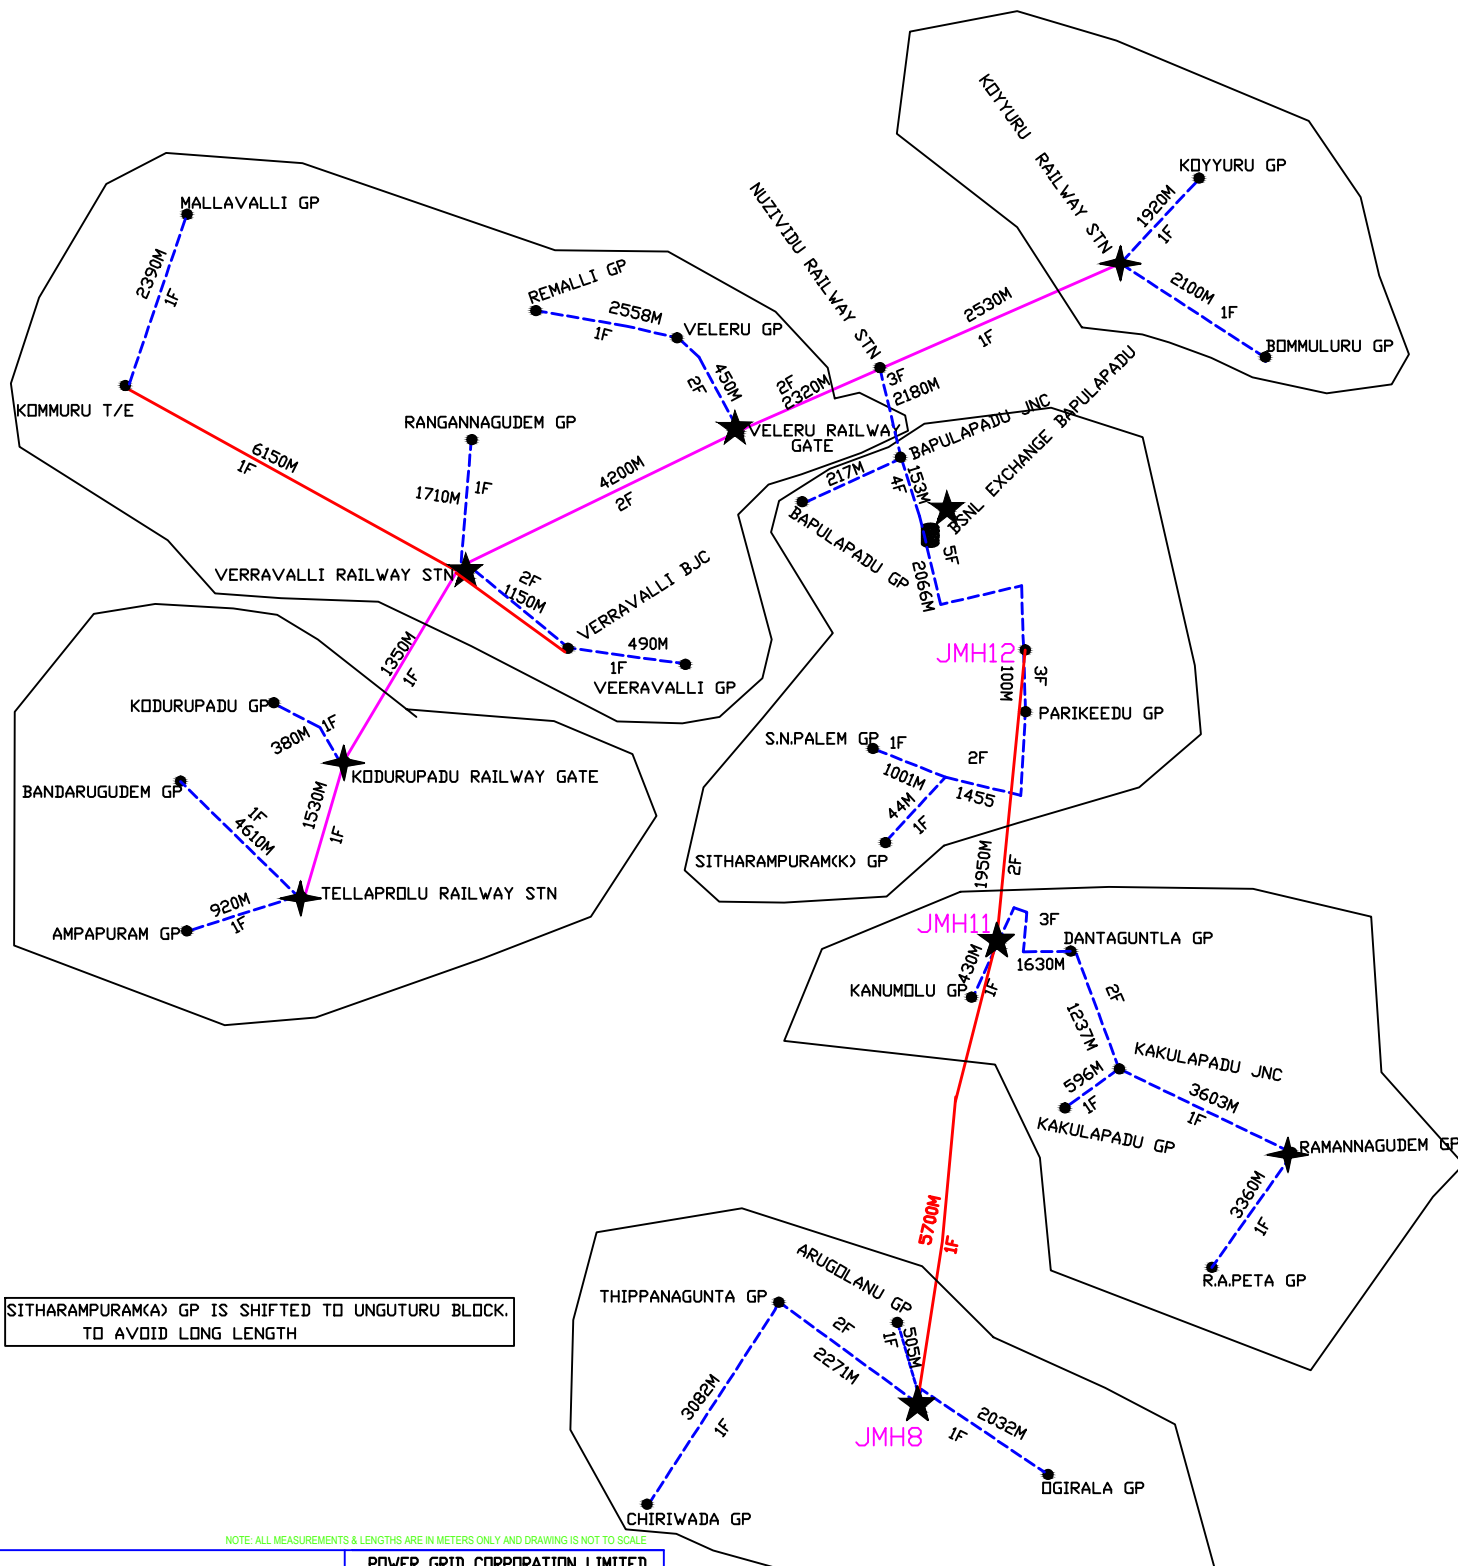 KOYYURU RAILWAY STN
KOYYURU GP
1920M
1F
2100M
1F
BOMMULURU GP
NUZIVIDU RAILWAY STN
2530M
1F
MALLAVALLI GP
2390M
1F
KOMMURU T/E
REMALLI GP
2558M
1F
VELERU GP
450M
2F
2F
2320M
3F
2180M
VELERU RAILWAY
GATE
BAPULAPADU JNC
BSNL EXCHANGE BAPULAPADU
RANGANNAGUDEM GP
6150M
1F
1710M
1F
4200M
2F
217M
153M
4F
BAPULAPADU GP
5F
2066M
VERRAVALLI RAILWAY STN
2F
1150M
VERRAVALLI BJC
490M
1F
VEERAVALLI GP
1350M
1F
JMH12
100M
3F
PARIKEEDU GP
KODURUPADU GP
1F
380M
KODURUPADU RAILWAY GATE
BANDARUGUDEM GP
1530M
1F
1F
4610M
TELLAPROLU RAILWAY STN
920M
1F
AMPAPURAM GP
S.N.PALEM GP
1F
1001M
2F
1455
44M
1F
SITHARAMPURAM(K) GP
1950M
2F
JMH11
3F
DANTAGUNTLA GP
1630M
430M
1F
KANUMOLU GP
2F
1237M
KAKULAPADU JNC
596M
1F
KAKULAPADU GP
3603M
1F
RAMANNAGUDEM GP
3360M
1F
R.A.PETA GP
5700M
1F
ARUGOLANU GP
THIPPANAGUNTA GP
2F
2271M
1F
505M
3082M
1F
2032M
1F
JMH8
OGIRALA GP
CHIRIWADA GP
SITHARAMPURAM(A) GP IS SHIFTED TO UNGUTURU BLOCK.
TO AVOID LONG LENGTH
NOTE: ALL MEASUREMENTS & LENGTHS ARE IN METERS ONLY AND DRAWING IS NOT TO SCALE
POWER GRID CORPORATION LIMITED